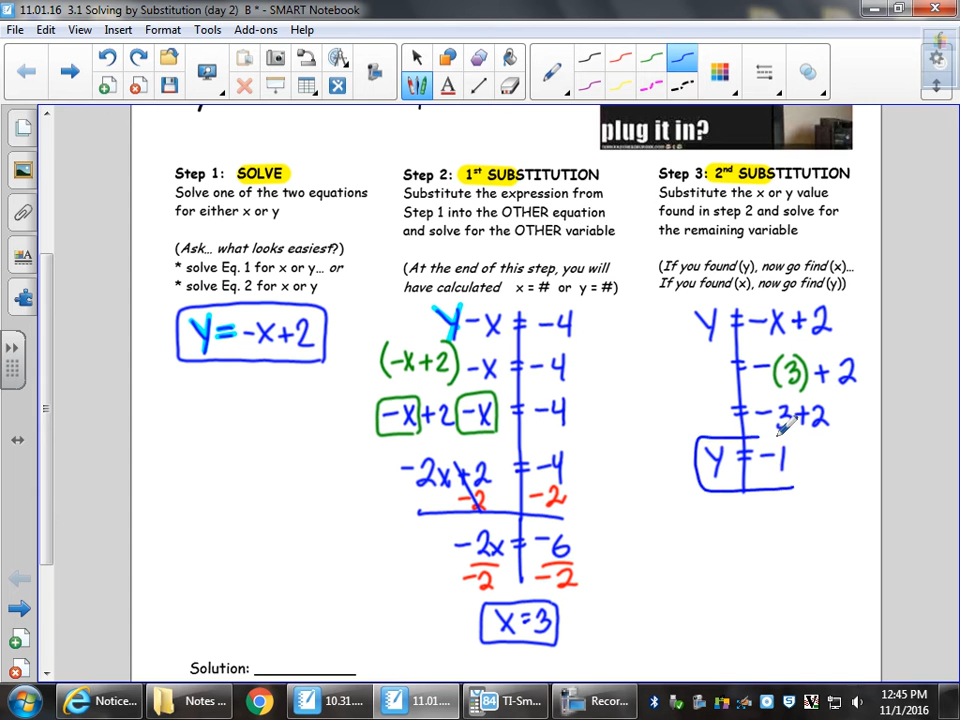 11.01.16 3.1 Solving by Substitution (day 2) B * - SMART Notebook
File Edit View Insert Format Tools Add-ons Help
plug it in?
Step 1: SOLVE
Solve one of the two equations
for either x or y
(Ask... what looks easiest?)
* solve Eq. 1 for x or y... or
* solve Eq. 2 for x or y
y = -x+2
Step 2: 1st SUBSTITUTION
Substitute the expression from
Step 1 into the OTHER equation
and solve for the OTHER variable
(At the end of this step, you will
have calculated x = # or y = #)
y - x = -4
(-x+2) - x = -4
-x +2 -x = -4
-2x +2 = -4
-2 -2
-2x = -6
-2 -2
x = 3
Step 3: 2nd SUBSTITUTION
Substitute the x or y value
found in step 2 and solve for
the remaining variable
(If you found (y), now go find (x)...
If you found (x), now go find (y))
y = -x+2
= -(3) + 2
= -3+2
y = -1
Solution: ____________
Notice...
Notes ...
10.31....
11.01....
84 TI-Sm...
Recor...
12:45 PM
11/1/2016